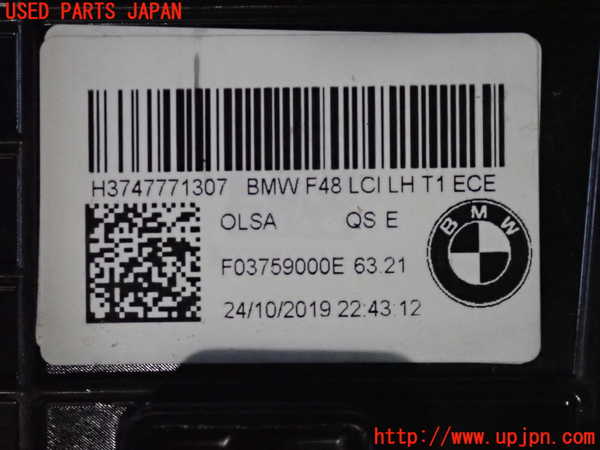 USED PARTS JAPAN
H3747771307 BMW F48 LCI LH T1 ECE
OLSA QS E
BMW
F03759000E 63.21
24/10/2019 22:43:12
http://www.upjpn.com/